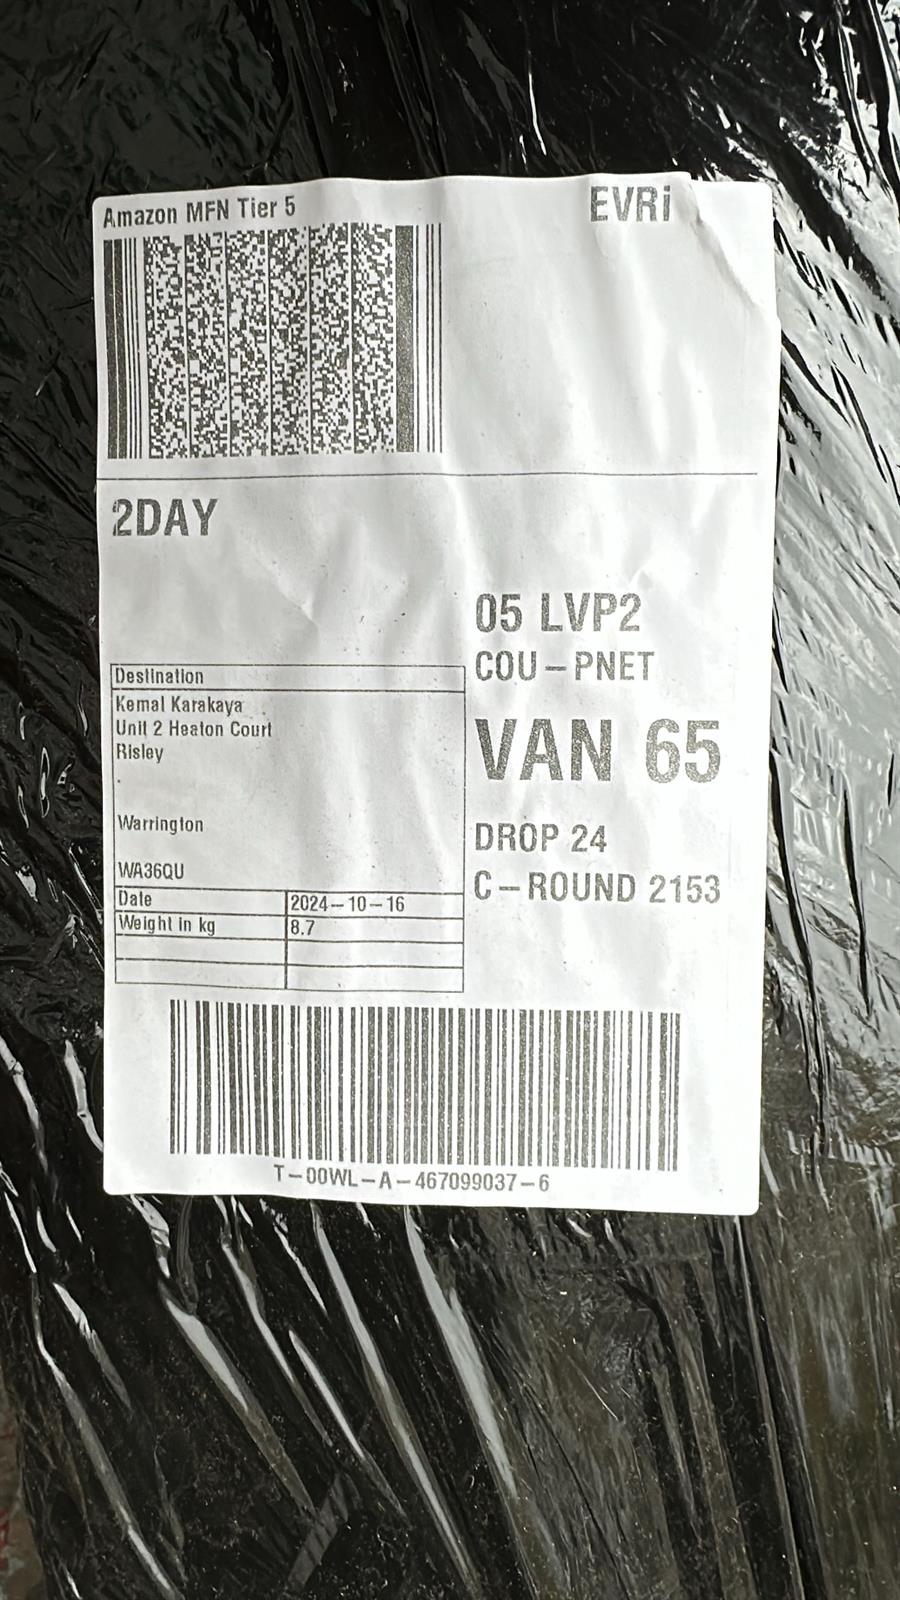 Amazon MFN Tier 5
EVRi
2DAY
05 LVP2
COU-PNET
VAN 65
DROP 24
C-ROUND 2153
Destination
Kemal Karakaya
Unit 2 Heaton Court
Risley
.
Warrington
WA36QU
Date 2024-10-16
Weight in kg 8.7
T-00WL-A-467099037-6